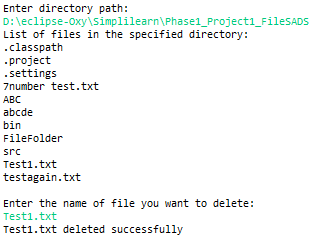 Enter directory path:
D:\eclipse-Oxy\Simplilearn\Phase1_Project1_FileSADS
List of files in the specified directory:
.classpath
.project
.settings
7number test.txt
ABC
abcde
bin
FileFolder
src
Test1.txt
testagain.txt
Enter the name of file you want to delete:
Test1.txt
Test1.txt deleted successfully